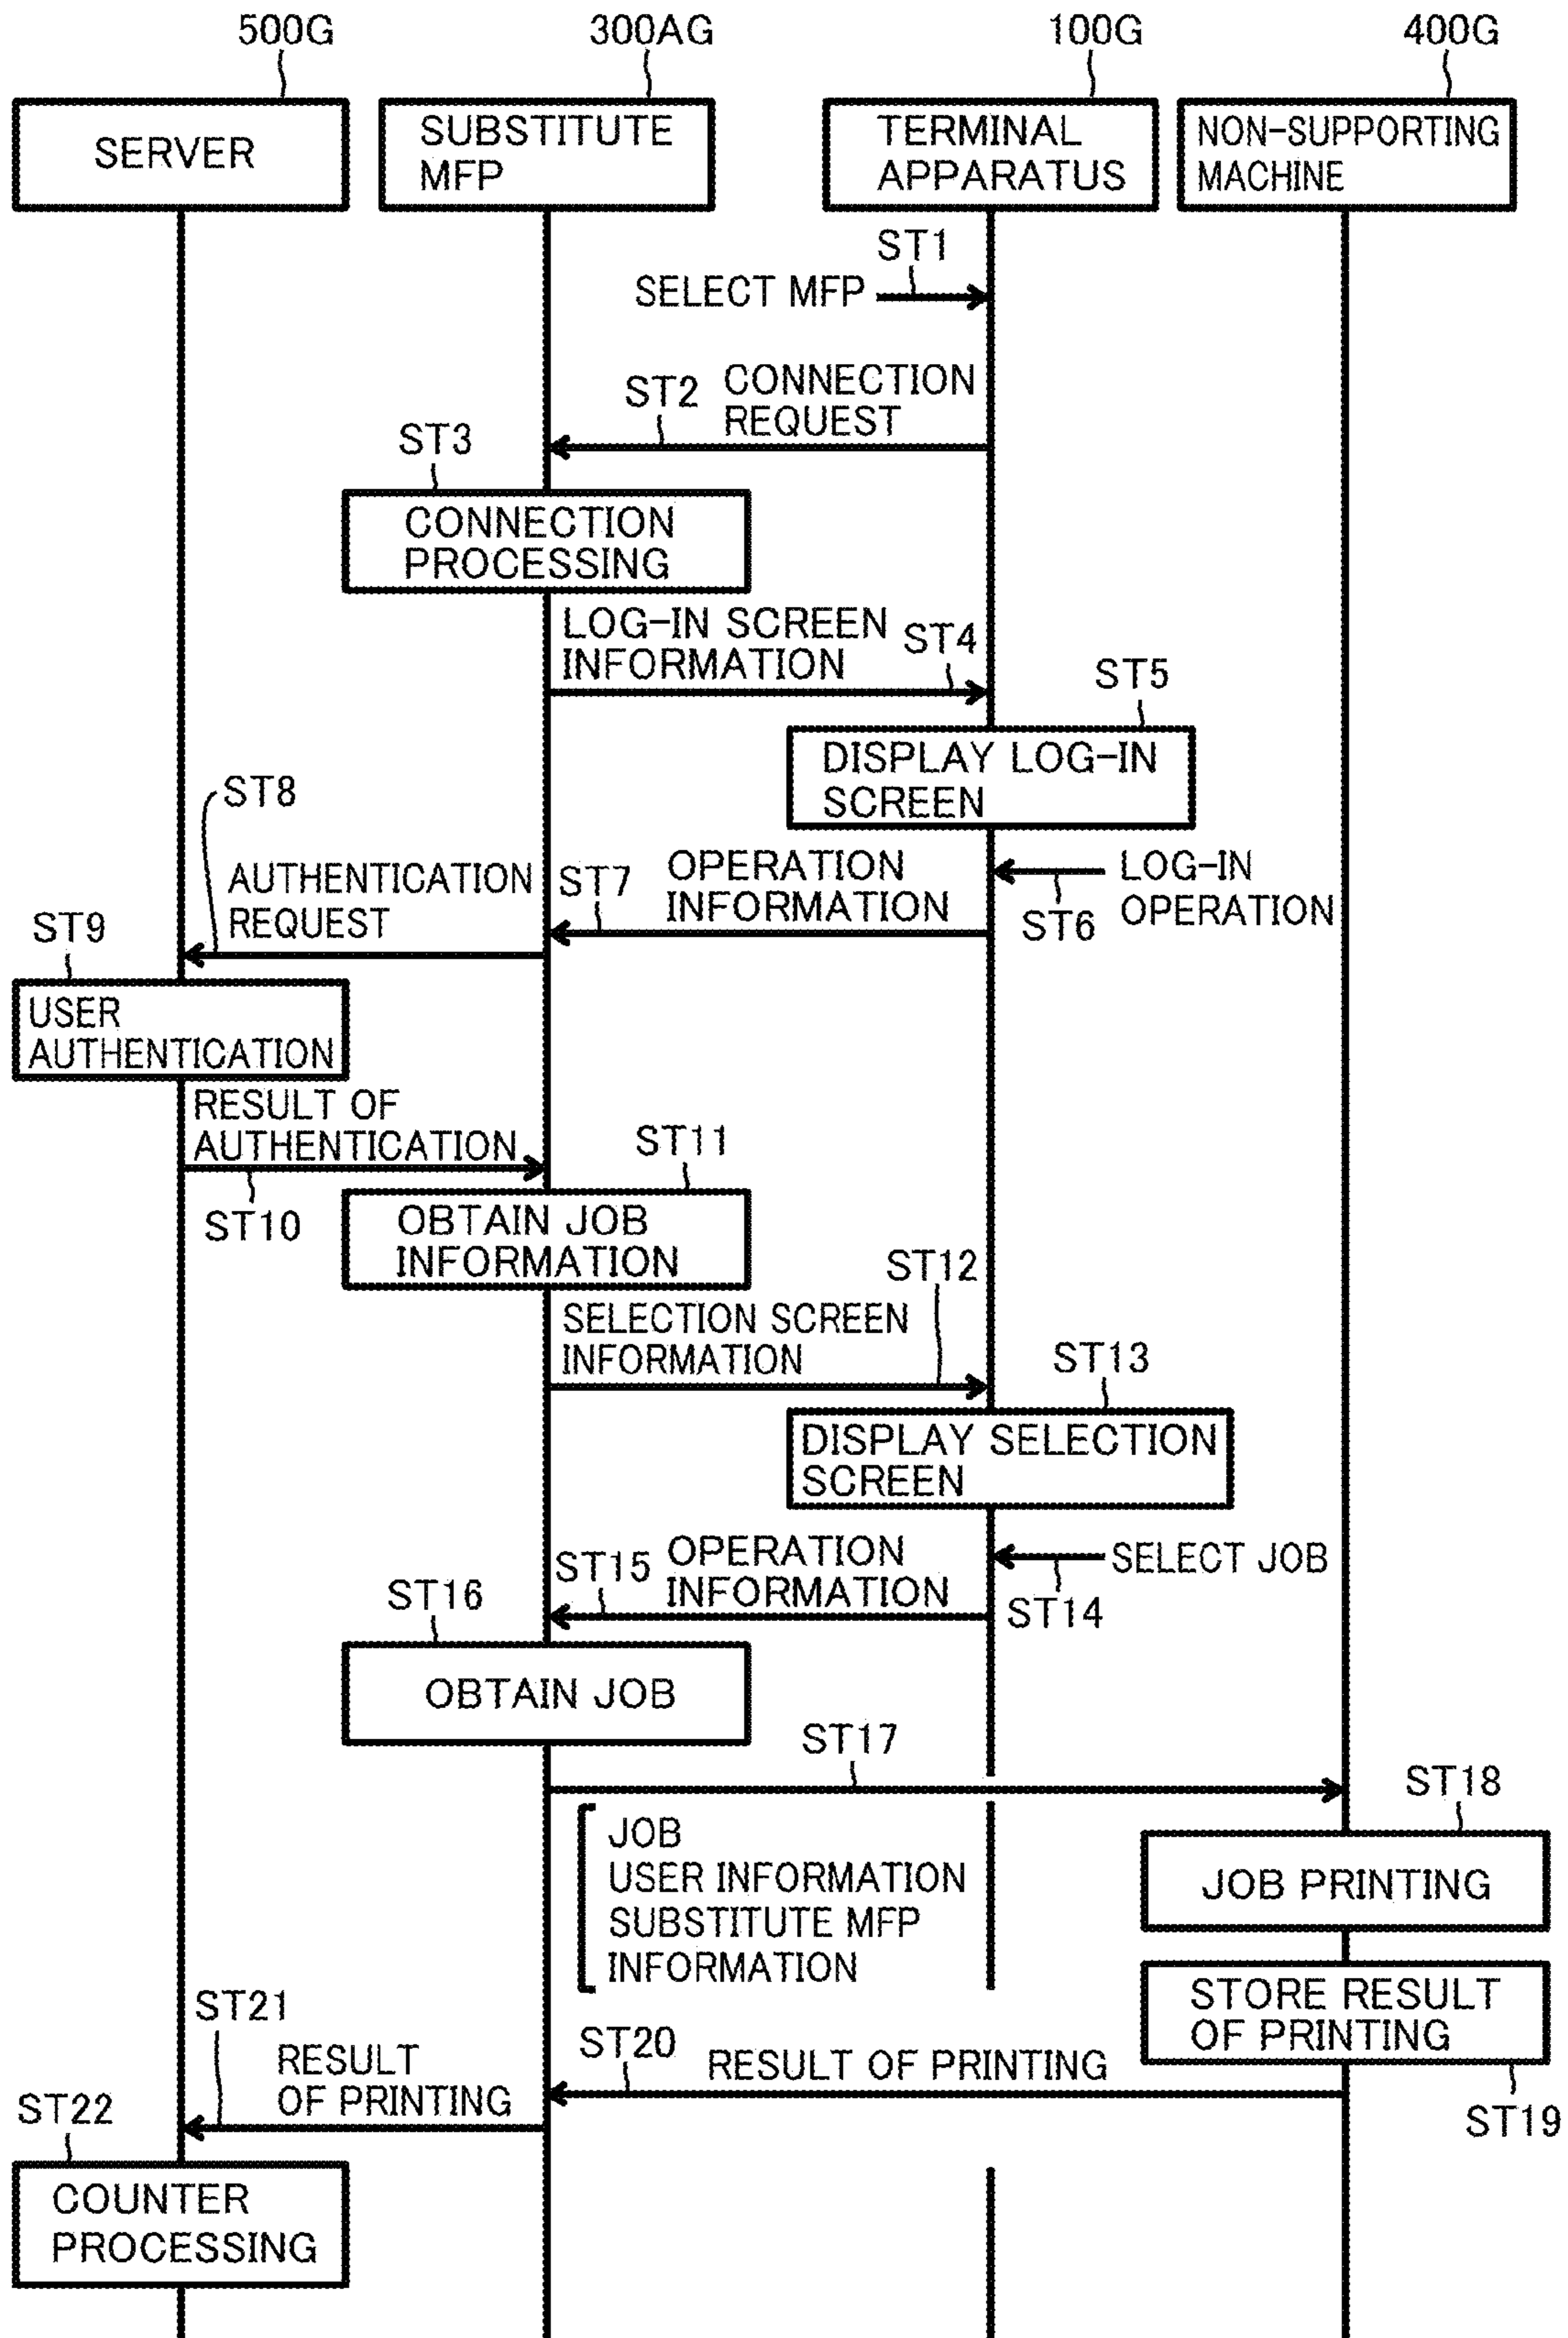 500G
300AG
100G
400G
SERVER
SUBSTITUTE
MFP
TERMINAL
APPARATUS
NON-SUPPORTING
MACHINE
ST1
SELECT MFP
ST2
CONNECTION
REQUEST
ST3
CONNECTION
PROCESSING
LOG-IN SCREEN
INFORMATION
ST4
ST5
DISPLAY LOG-IN
SCREEN
ST8
AUTHENTICATION
REQUEST
ST7
OPERATION
INFORMATION
LOG-IN
OPERATION
ST6
ST9
USER
AUTHENTICATION
RESULT OF
AUTHENTICATION
ST10
ST11
OBTAIN JOB
INFORMATION
ST12
SELECTION SCREEN
INFORMATION
ST13
DISPLAY SELECTION
SCREEN
ST15
OPERATION
INFORMATION
SELECT JOB
ST14
ST16
OBTAIN JOB
ST17
JOB
USER INFORMATION
SUBSTITUTE MFP
INFORMATION
ST18
JOB PRINTING
STORE RESULT
OF PRINTING
ST19
ST20
RESULT OF PRINTING
ST21
RESULT
OF PRINTING
ST22
COUNTER
PROCESSING